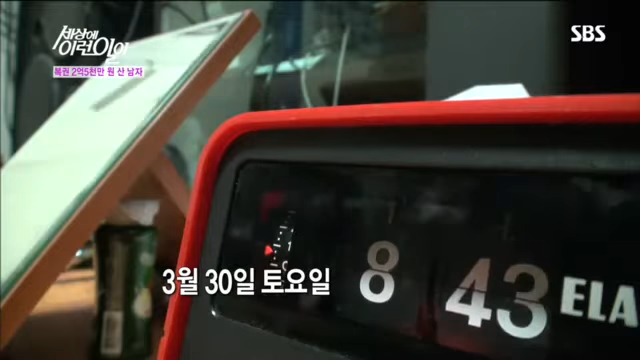 세상에
이런일이
SBS
복권 2억5천만 원 산 남자
3월 30일 토요일
8 43 ELA